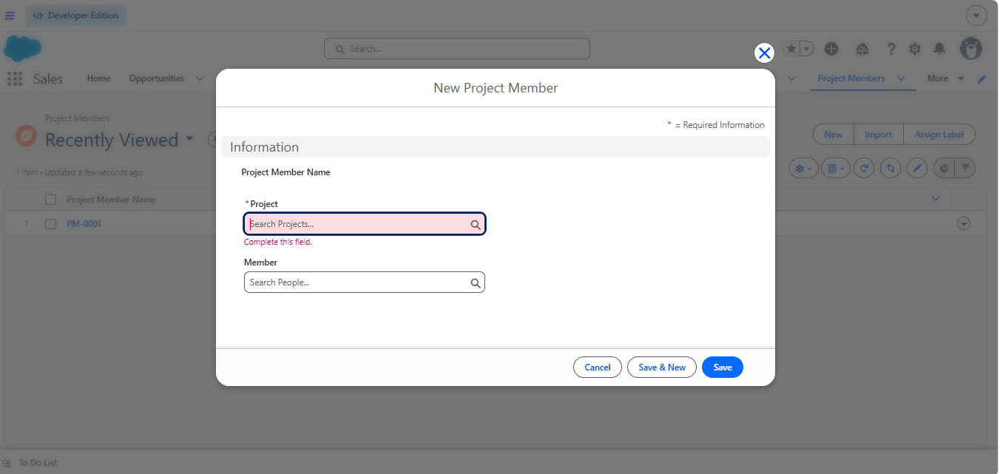 Developer Edition
Search...
Sales Home Opportunities Project Members More
Project Members
Recently Viewed
New Import Assign Label
1 item • Updated a few seconds ago
Project Member Name
1 PM-0001
New Project Member
* = Required Information
Information
Project Member Name
* Project
Search Projects...
Complete this field.
Member
Search People...
Cancel Save & New Save
To Do List